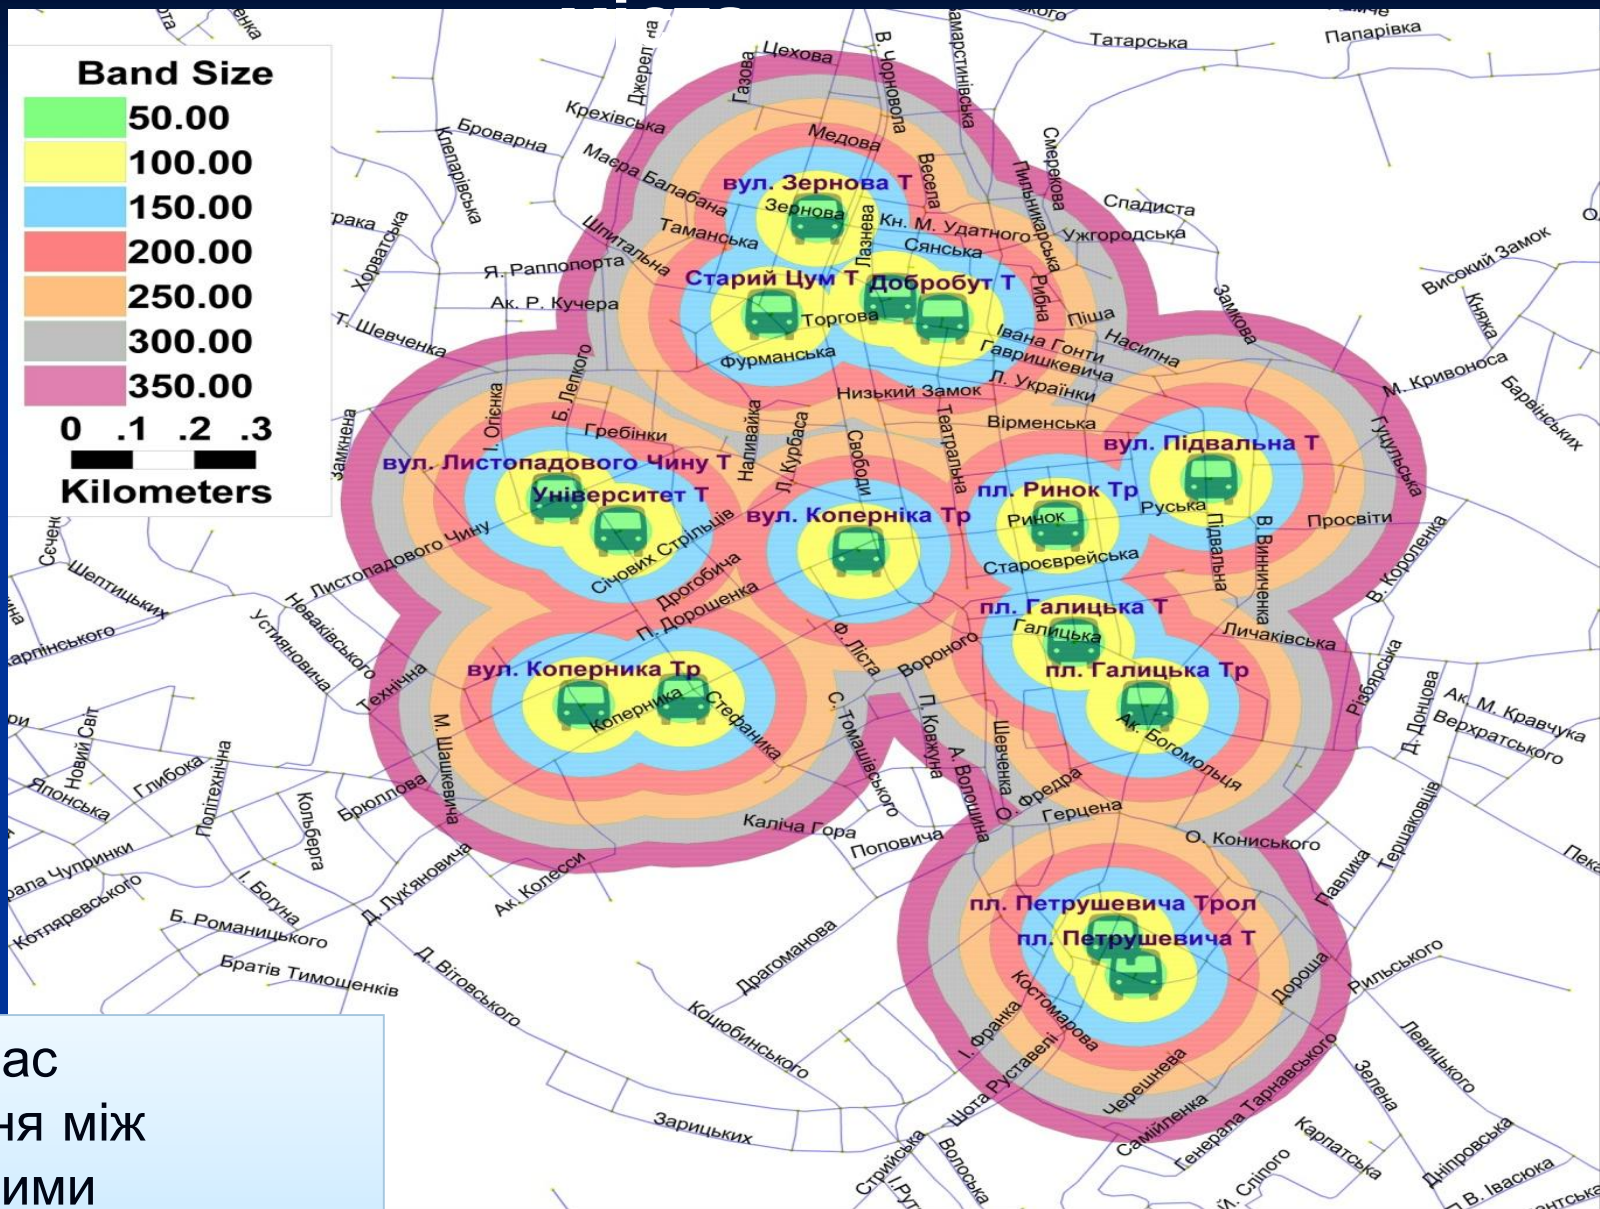 міста
Band Size
50.00
100.00
150.00
200.00
250.00
300.00
350.00
0 .1 .2 .3
Kilometers
Татарська
Папарівка
Цехова
Газова
В. Чорновола
Крехівська
Броварна
Клепарівська
Маєра Балабана
Медова
Весела
Смерекова
Пильникарська
Спадиста
Ужгородська
вул. Зернова Т
Зернова
Лазнева
Кн. М. Удатного
Сянська
Таманська
Шпитальна
Хорватська
Я. Раппопорта
Ак. Р. Кучера
Т. Шевченка
Старий Цум Т
Добробут Т
Торгова
Фурманська
Рибна
Піша
Насипна
Замкова
Івана Гонти
Гавришкевича
Л. Українки
Низький Замок
Високий Замок
Княжа
М. Кривоноса
Барвінських
Гуцульська
Б. Лепкого
І. Огієнка
Замкнена
Гребінки
Наливайка
Л. Курбаса
Свободи
Театральна
Вірменська
вул. Підвальна Т
вул. Листопадового Чину Т
Університет Т
вул. Коперніка Тр
пл. Ринок Тр
Ринок
Руська
Підвальна
В. Винниченка
Просвіти
В. Короленка
Староєврейська
Січових Стрільців
Листопадового Чину
Дрогобича
П. Дорошенка
Шептицьких
Новаківського
Устияновича
Технічна
пл. Галицька Т
Галицька
пл. Галицька Тр
Личаківська
Різбярська
Ф. Ліста
Вороного
вул. Коперника Тр
Коперника
Стефаника
М. Шашкевича
С. Томашівського
П. Ковжуна
А. Волошина
Шевченка
Ак. Богомольця
О. Фредра
Герцена
О. Кониського
Д. Донцова
Ак. М. Кравчука
Верхратського
Тершаковців
Павлика
Новий Світ
Глибока
Японська
Політехнічна
Кольберга
Брюллова
Каліча Гора
Поповича
Ак. Колесси
Д. Лук'яновича
І. Богуна
Котляревського
Б. Романицького
Братів Тимошенків
Д. Вітовського
Драгоманова
Коцюбинського
Зарицьких
пл. Петрушевича Трол
пл. Петрушевича Т
Костомарова
І. Франка
Шота Руставелі
Черешнева
Самійленка
Генерала Тарнавського
Дороша
Рильського
Левицького
Зелена
Карпатська
Дніпровська
В. Івасюка
Й. Сліпого
Стрийська
Волоська
ас
ня між
ими